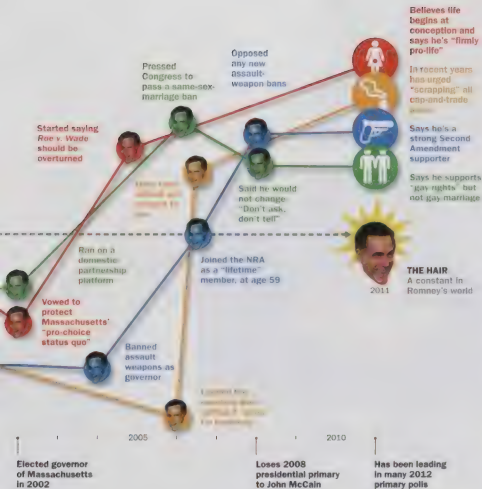 Believes life
begins at
conception and
says he's "firmly
pro-life"
Opposed
any new
assault-
weapon bans
Pressed
Congress to
pass a same-sex-
marriage ban
In recent years
has urged
"scrapping" all
cap-and-trade
Started saying
Roe v. Wade
should be
overturned
Says he's a
strong Second
Amendment
supporter
Said he would
not change
"Don't ask,
don't tell"
Says he supports
"gay rights" but
not gay marriage
Ran on a
domestic
partnership
platform
Joined the NRA
as a "lifetime"
member, at age 59
2011
THE HAIR
A constant in
Romney's world
Vowed to
protect
Massachusetts'
"pro-choice
status quo"
Banned
assault
weapons as
governor
2005
2010
Elected governor
of Massachusetts
in 2002
Loses 2008
presidential primary
to John McCain
Has been leading
in many 2012
primary polls